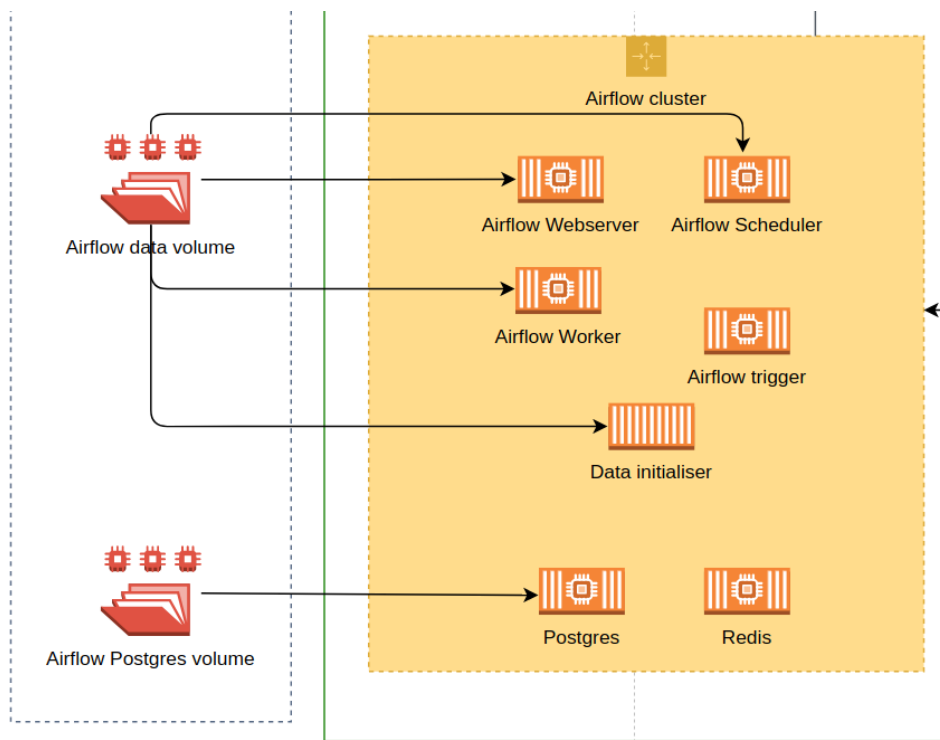 Airflow cluster
Airflow data volume
Airflow Webserver
Airflow Scheduler
Airflow Worker
Airflow trigger
Data initialiser
Airflow Postgres volume
Postgres
Redis